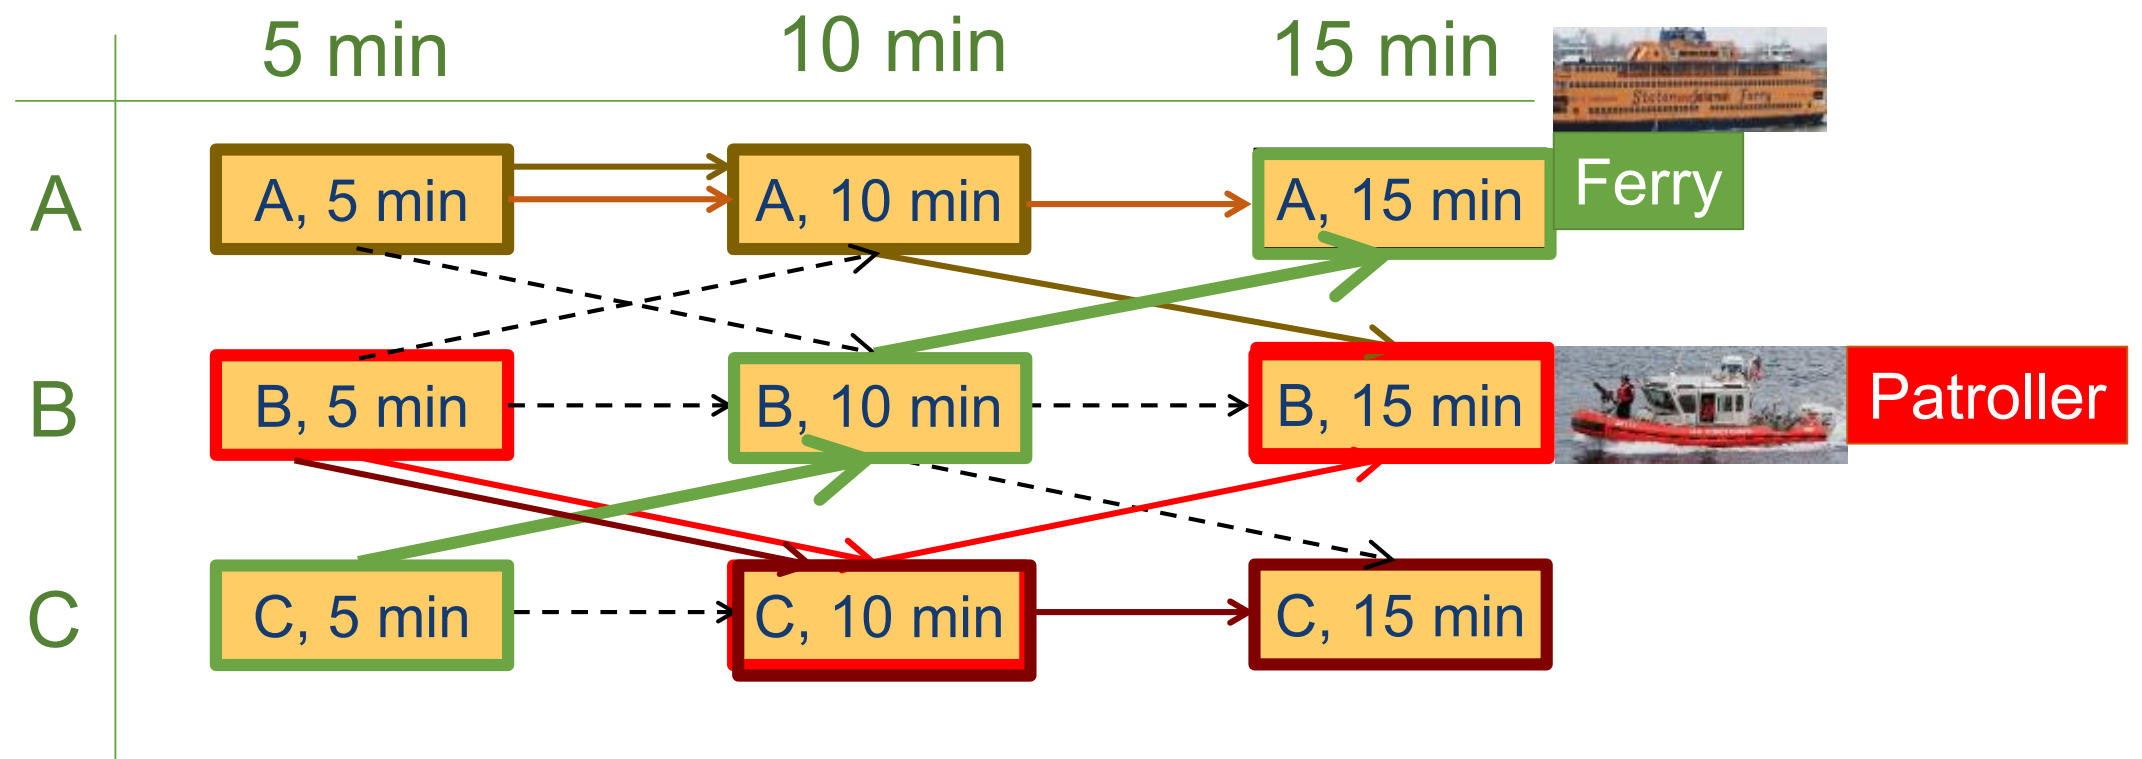 5 min 10 min 15 min
A A, 5 min A, 10 min A, 15 min Ferry
B B, 5 min B, 10 min B, 15 min Patroller
C C, 5 min C, 10 min C, 15 min